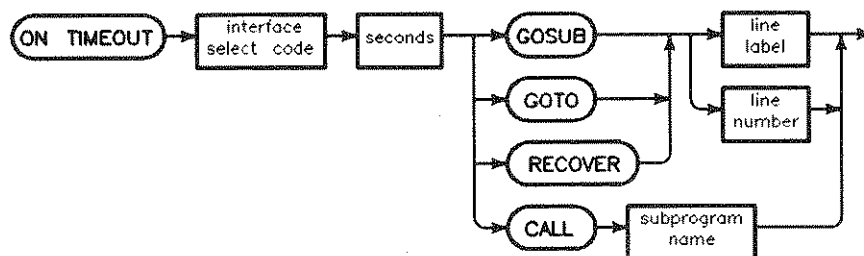 ON TIMEOUT
interface
select code
seconds
GOSUB
line
label
GOTO
line
number
RECOVER
CALL
subprogram
name